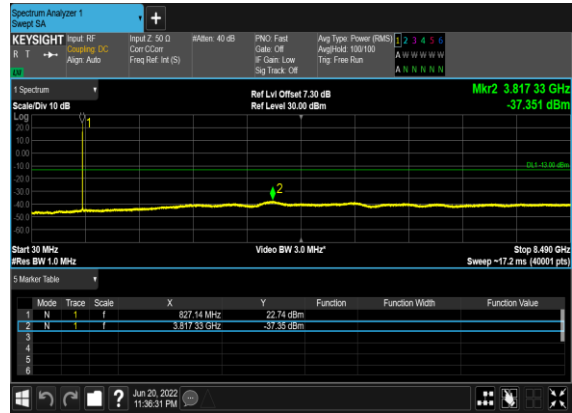 Spectrum Analyzer 1
Swept SA
KEYSIGHT Input: RF Input Z: 50 Ω #Atten: 40 dB PNO: Fast Avg Type: Power (RMS) 1 2 3 4 5 6
R T Coupling: DC Corr CCorr Gate: Off Avg|Hold: 100/100 A W W W W W
Align: Auto Freq Ref: Int (S) IF Gain: Low Trig: Free Run
LW Sig Track: Off A N N N N N
1 Spectrum Ref Lvl Offset 7.30 dB Mkr2 3.817 33 GHz
Scale/Div 10 dB Ref Level 30.00 dBm -37.351 dBm
Log
20.0
10.0
0.00
-10.0
-20.0
-30.0
-40.0
-50.0
-60.0
1
DL1 -13.00 dBm
2
Start 30 MHz Video BW 3.0 MHz* Stop 8.490 GHz
#Res BW 1.0 MHz Sweep ~17.2 ms (40001 pts)
5 Marker Table
Mode Trace Scale X Y Function Function Width Function Value
1 N 1 f 827.14 MHz 22.74 dBm
2 N 1 f 3.817 33 GHz -37.35 dBm
3
4
5
6
? Jun 20, 2022
11:36:31 PM